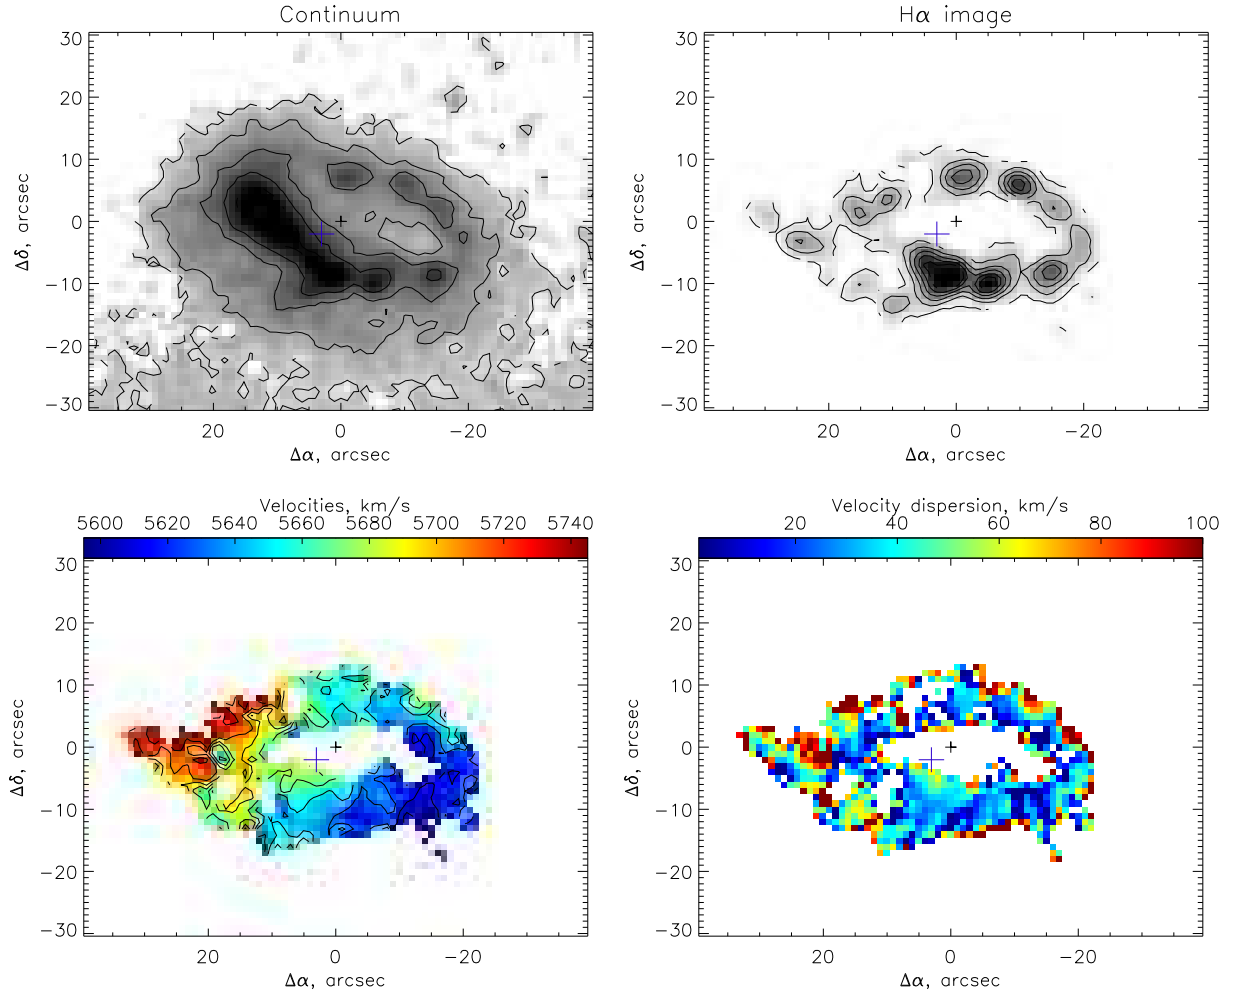 Continuum
Hα image
30
20
10
0
−10
−20
−30
Δδ, arcsec
20
0
−20
Δα, arcsec
30
20
10
0
−10
−20
−30
Δδ, arcsec
20
0
−20
Δα, arcsec
Velocities, km/s
5600 5620 5640 5660 5680 5700 5720 5740
30
20
10
0
−10
−20
−30
Δδ, arcsec
20
0
−20
Δα, arcsec
Velocity dispersion, km/s
20 40 60 80 100
30
20
10
0
−10
−20
−30
Δδ, arcsec
20
0
−20
Δα, arcsec